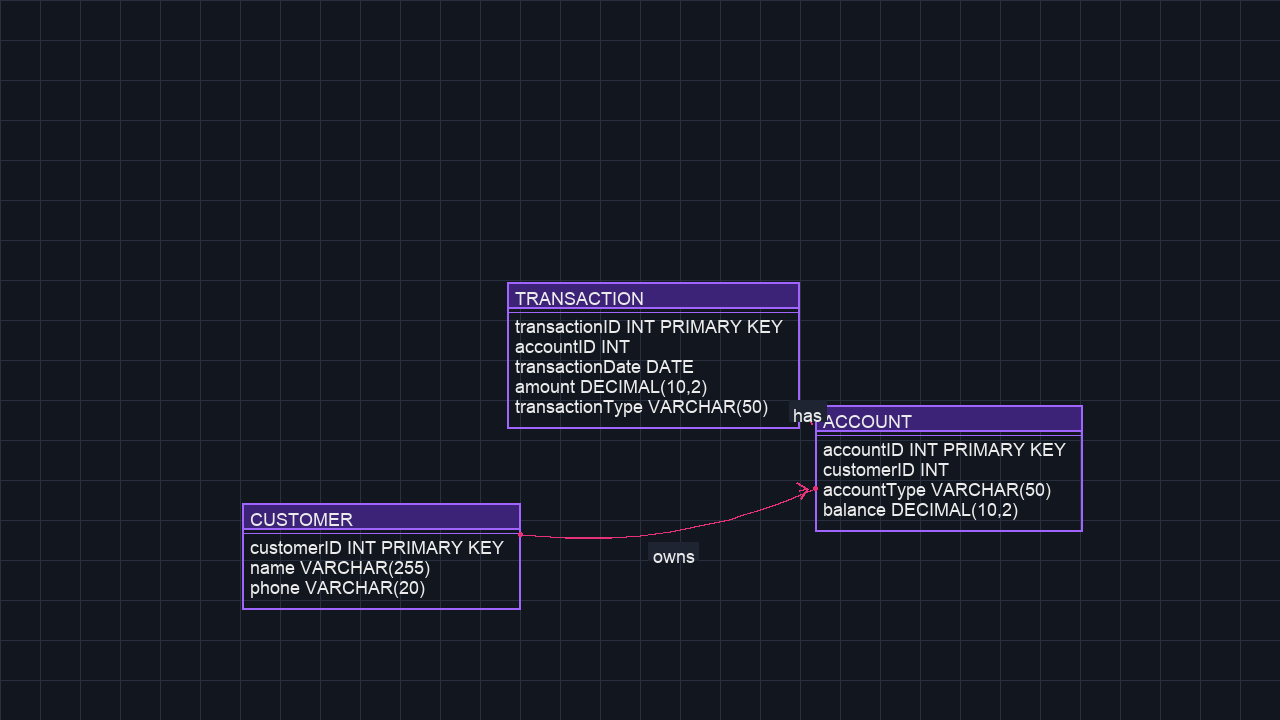 TRANSACTION
transactionID INT PRIMARY KEY
accountID INT
transactionDate DATE
amount DECIMAL(10,2)
transactionType VARCHAR(50)
has
ACCOUNT
accountID INT PRIMARY KEY
customerID INT
accountType VARCHAR(50)
balance DECIMAL(10,2)
CUSTOMER
customerID INT PRIMARY KEY
name VARCHAR(255)
phone VARCHAR(20)
owns